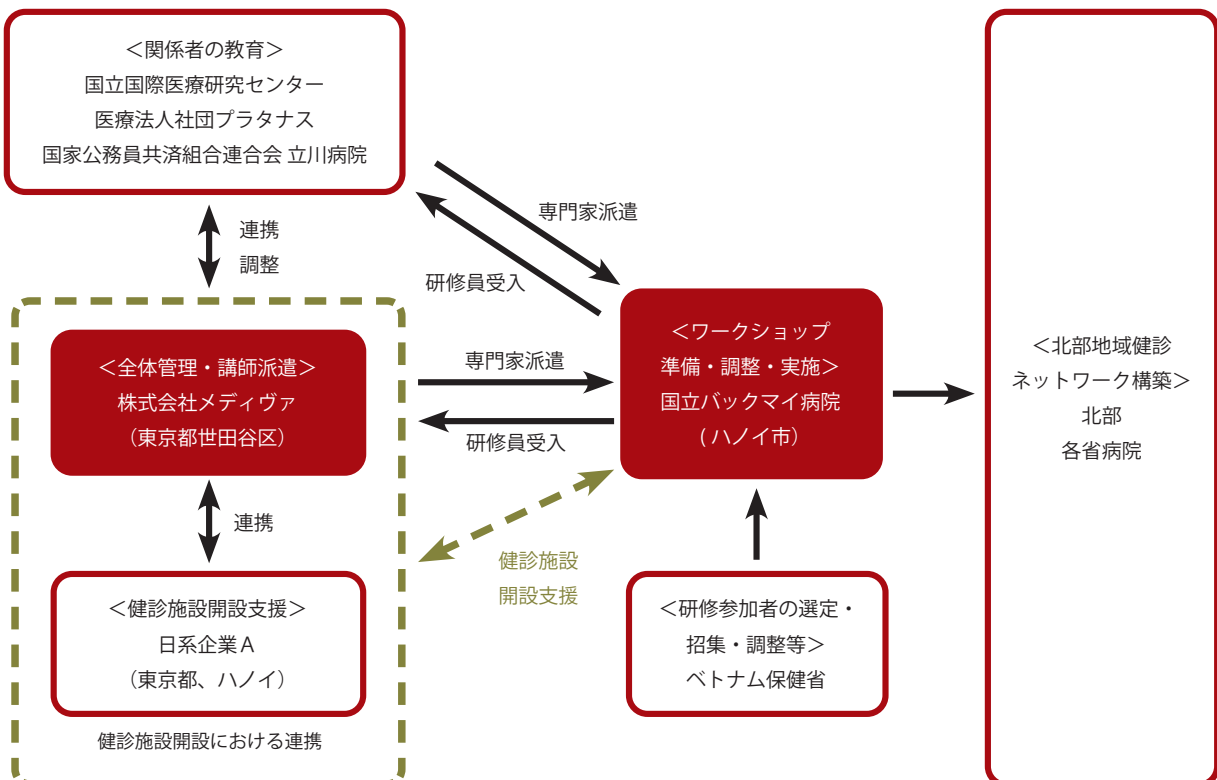 ＜関係者の教育＞
国立国際医療研究センター
医療法人社団プラタナス
国家公務員共済組合連合会 立川病院
連携
調整
専門家派遣
研修員受入
＜全体管理・講師派遣＞
株式会社メディヴァ
（東京都世田谷区）
専門家派遣
研修員受入
連携
＜健診施設開設支援＞
日系企業A
（東京都、ハノイ）
健診施設開設における連携
健診施設
開設支援
＜ワークショップ
準備・調整・実施＞
国立バックマイ病院
( ハノイ市）
＜研修参加者の選定・
招集・調整等＞
ベトナム保健省
＜北部地域健診
ネットワーク構築＞
北部
各省病院